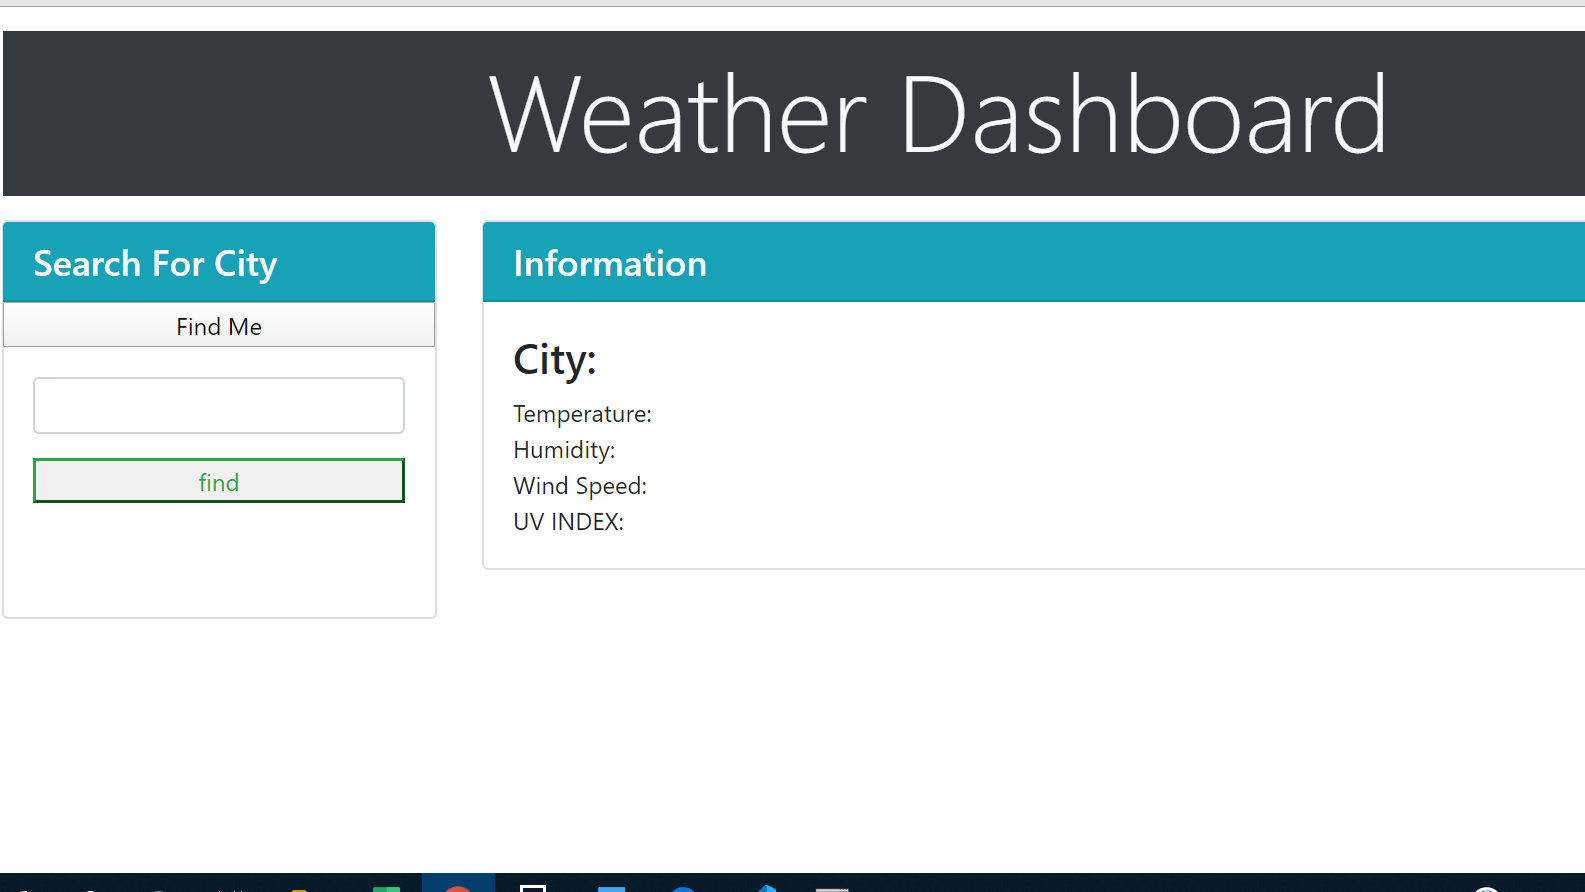 Weather Dashboard
Search For City
Find Me
find
Information
City:
Temperature:
Humidity:
Wind Speed:
UV INDEX: